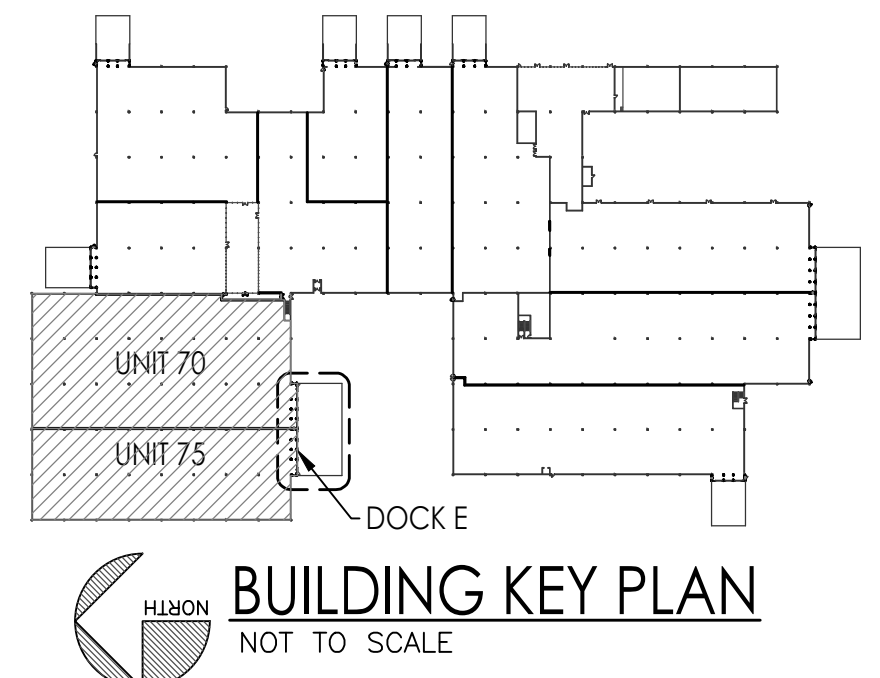 UNIT 70
UNIT 75
DOCK E
NORTH
BUILDING KEY PLAN
NOT TO SCALE